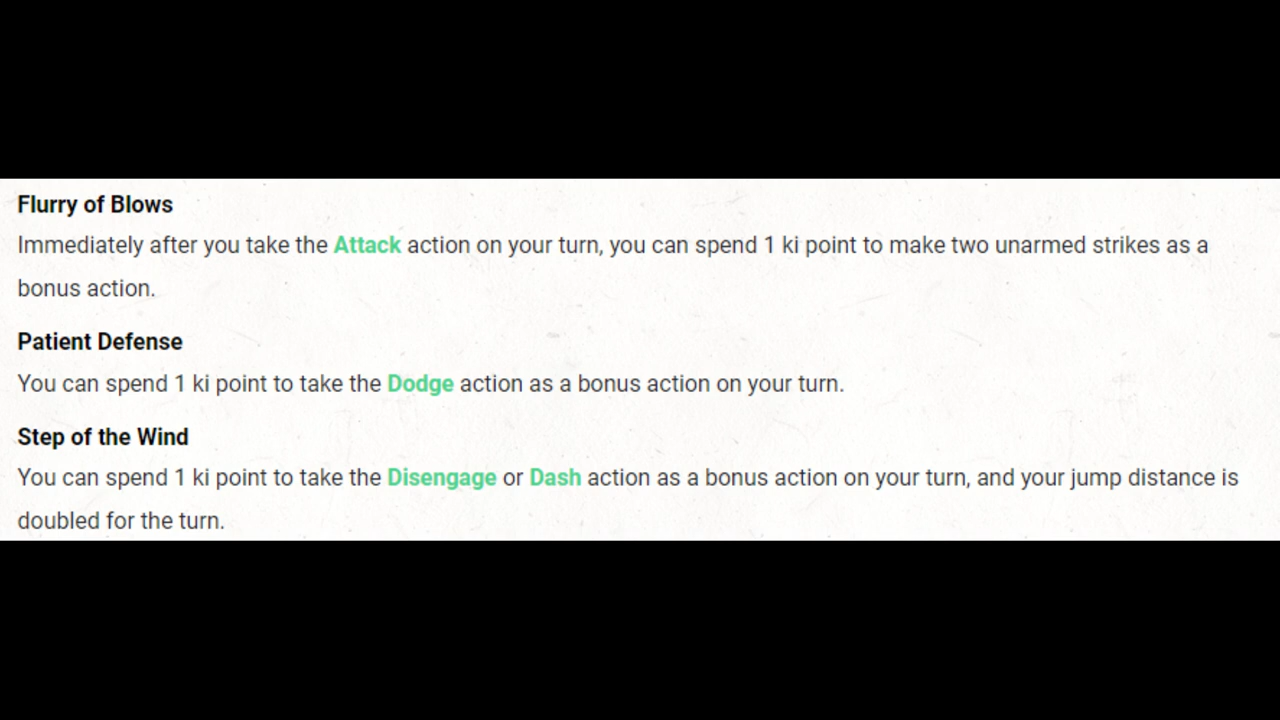 Flurry of Blows
Immediately after you take the Attack action on your turn, you can spend 1 ki point to make two unarmed strikes as a
bonus action.
Patient Defense
You can spend 1 ki point to take the Dodge action as a bonus action on your turn.
Step of the Wind
You can spend 1 ki point to take the Disengage or Dash action as a bonus action on your turn, and your jump distance is
doubled for the turn.